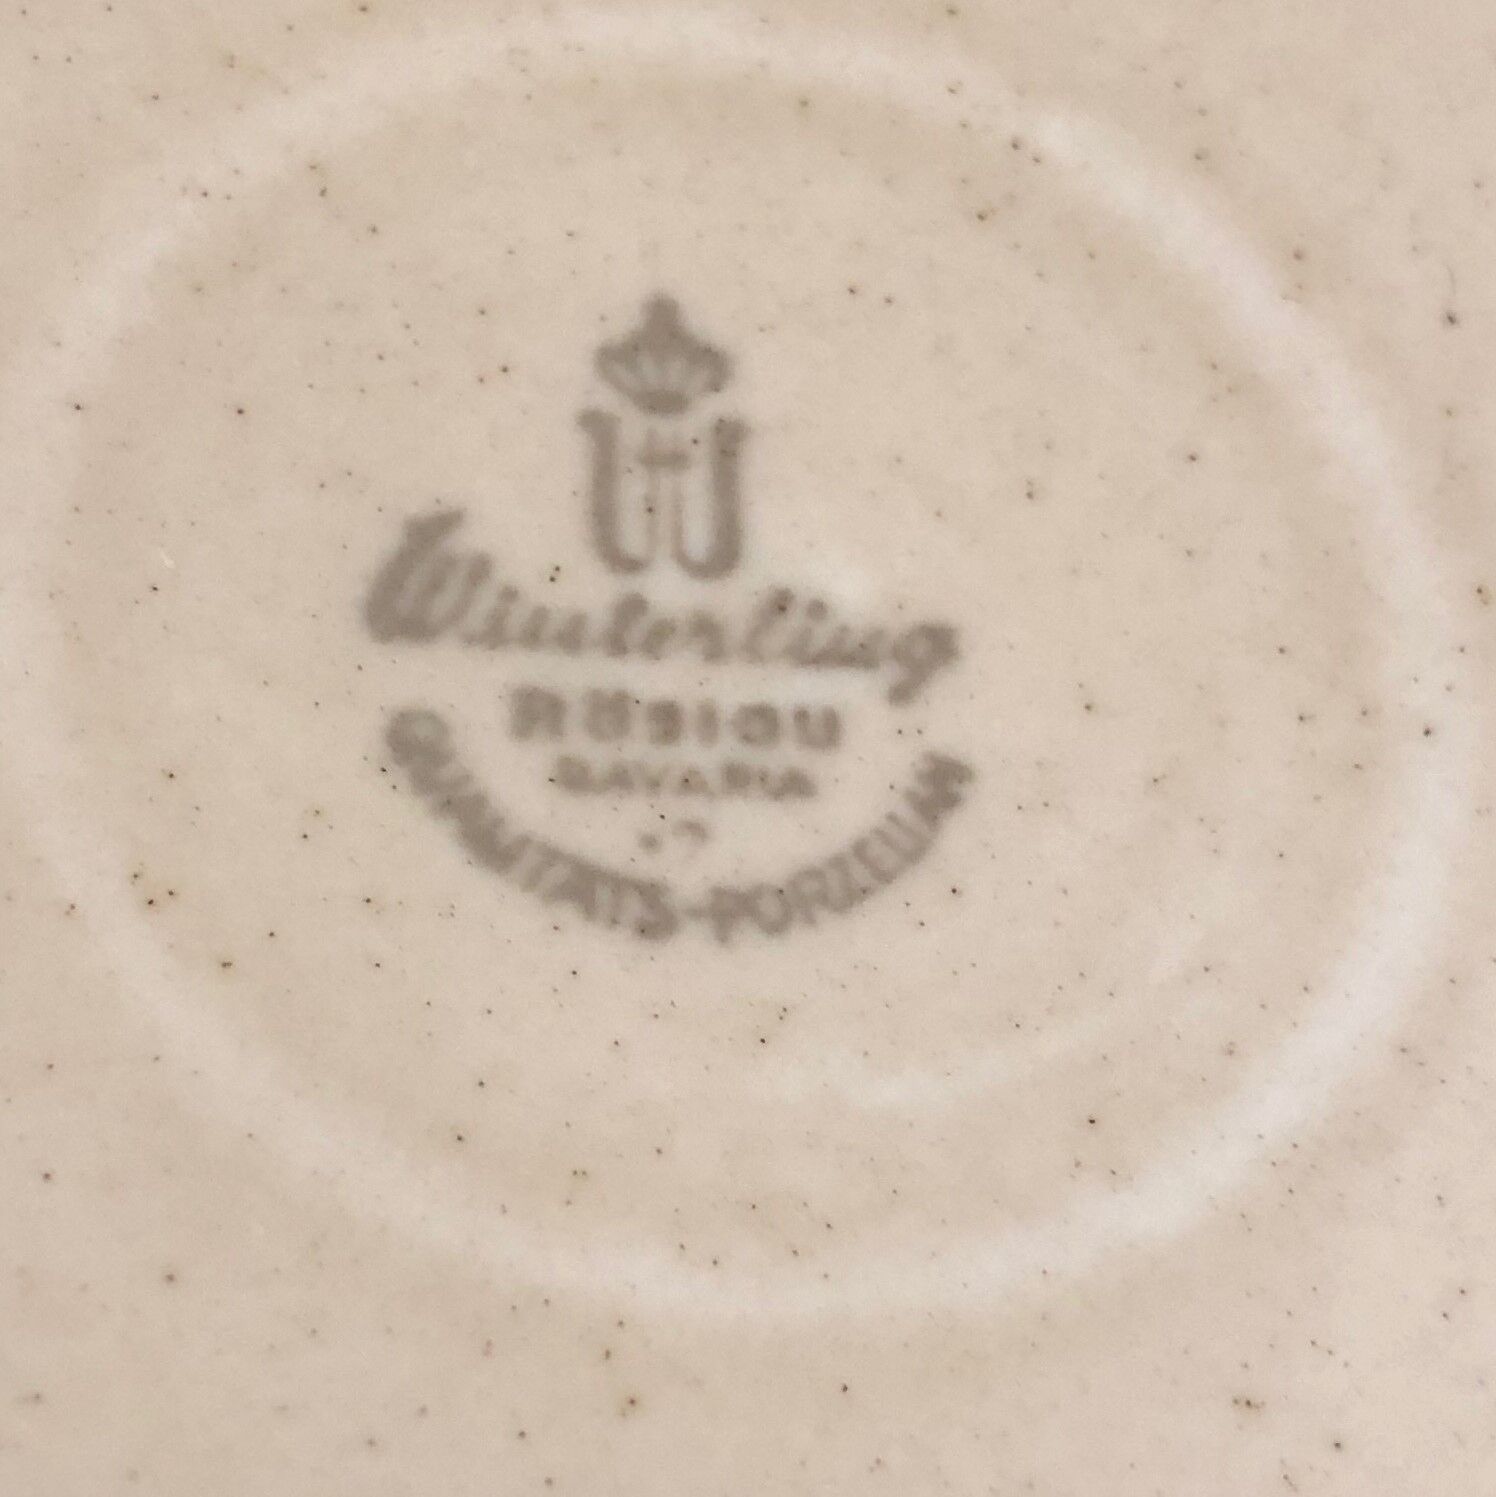 Winterling
RÖSLAU
BAVARIA
QUALITÄTS-PORZELLAN